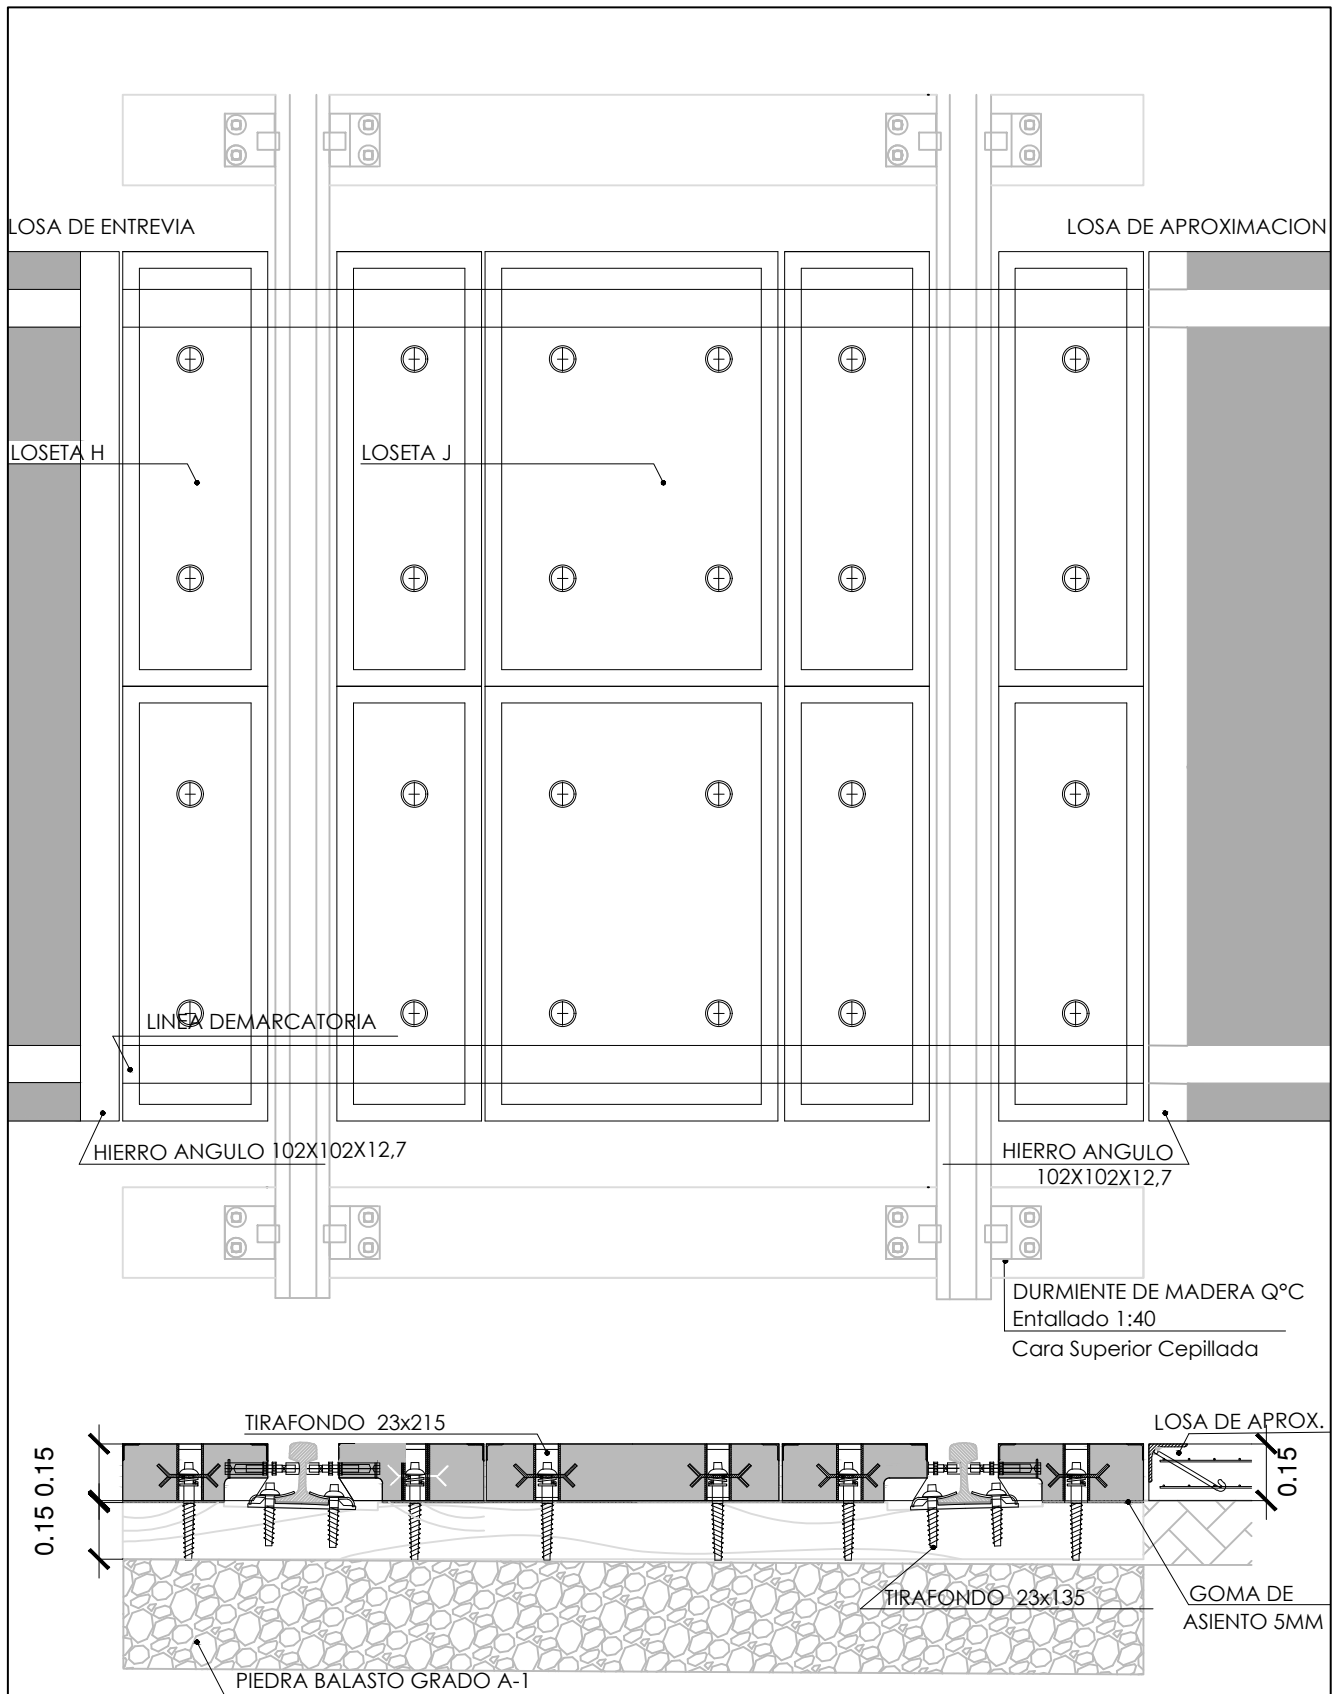 LOSA DE ENTREVIA
LOSA DE APROXIMACION
LOSETA H
LOSETA J
LINEA DEMARCATORIA
HIERRO ANGULO 102X102X12,7
HIERRO ANGULO
102X102X12,7
DURMIENTE DE MADERA QºC
Entallado 1:40
Cara Superior Cepillada
TIRAFONDO 23x215
LOSA DE APROX.
0.15
0.15
0.15
TIRAFONDO 23x135
GOMA DE
ASIENTO 5MM
PIEDRA BALASTO GRADO A-1